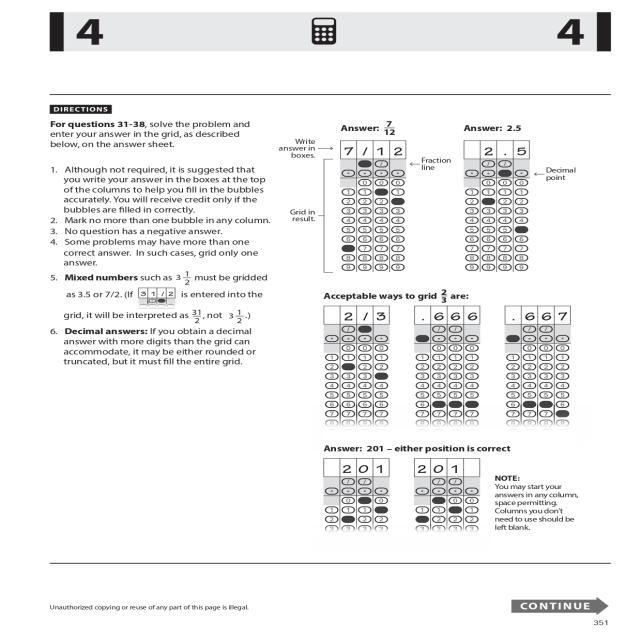 4
4
DIRECTIONS
For questions 31-38, solve the problem and
enter your answer in the grid, as described
below, on the answer sheet.
1. Although not required, it is suggested that
you write your answer in the boxes at the top
of the columns to help you fill in the bubbles
accurately. You will receive credit only if the
bubbles are filled in correctly.
2. Mark no more than one bubble in any column.
3. No question has a negative answer.
4. Some problems may have more than one
correct answer. In such cases, grid only one
answer.
5. Mixed numbers such as 3 1/2 must be gridded
as 3.5 or 7/2. (If 3 1 / 2 is entered into the
grid, it will be interpreted as 31/2, not 3 1/2.)
6. Decimal answers: If you obtain a decimal
answer with more digits than the grid can
accommodate, it may be either rounded or
truncated, but it must fill the entire grid.
Answer: 7/12
Answer: 2.5
Write
answer in
boxes.
7 / 1 2
2 . 5
Fraction
line
Decimal
point
Grid in
result.
Acceptable ways to grid 2/3 are:
2 / 3
. 6 6 6
. 6 6 7
Answer: 201 – either position is correct
2 0 1
2 0 1
NOTE:
You may start your
answers in any column,
space permitting.
Columns you don't
need to use should be
left blank.
Unauthorized copying or reuse of any part of this page is illegal.
CONTINUE
351